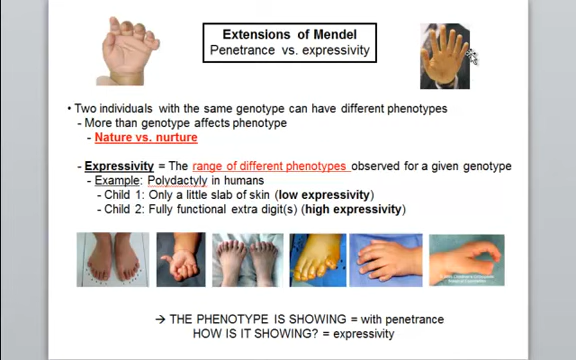 Extensions of Mendel
Penetrance vs. expressivity
• Two individuals with the same genotype can have different phenotypes
- More than genotype affects phenotype
- Nature vs. nurture
- Expressivity = The range of different phenotypes observed for a given genotype
- Example: Polydactyly in humans
- Child 1: Only a little slab of skin (low expressivity)
- Child 2: Fully functional extra digit(s) (high expressivity)
→ THE PHENOTYPE IS SHOWING = with penetrance
HOW IS IT SHOWING? = expressivity